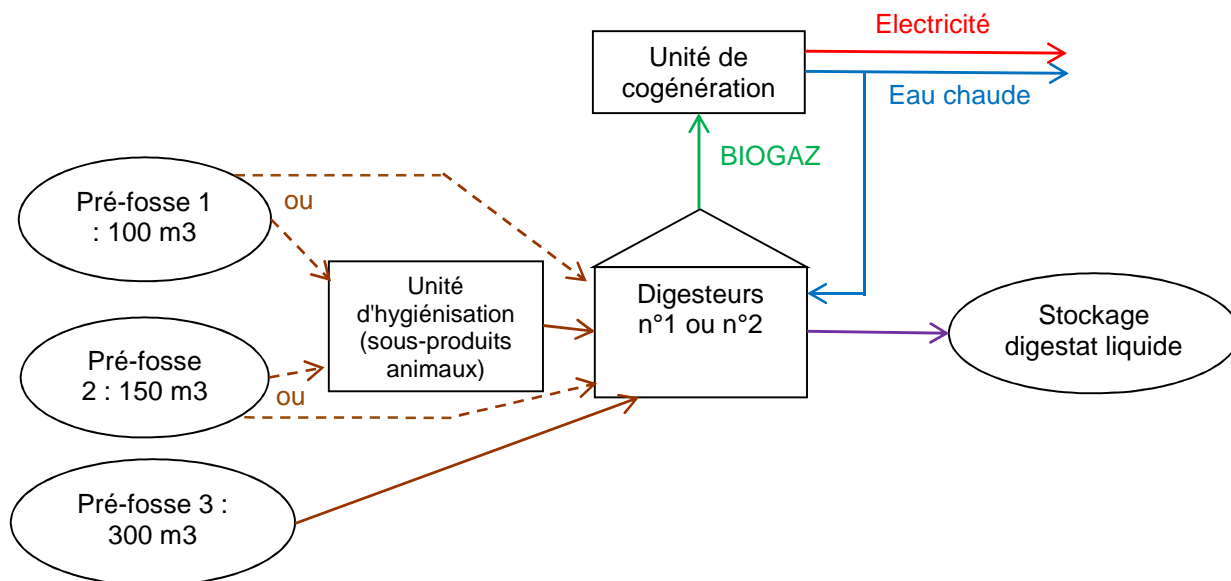 Electricité
Unité de
cogénération
Eau chaude
BIOGAZ
Pré-fosse 1
: 100 m3
ou
Unité
d'hygiénisation
(sous-produits
animaux)
Digesteurs
n°1 ou n°2
Stockage
digestat liquide
Pré-fosse
2 : 150 m3
ou
Pré-fosse 3 :
300 m3